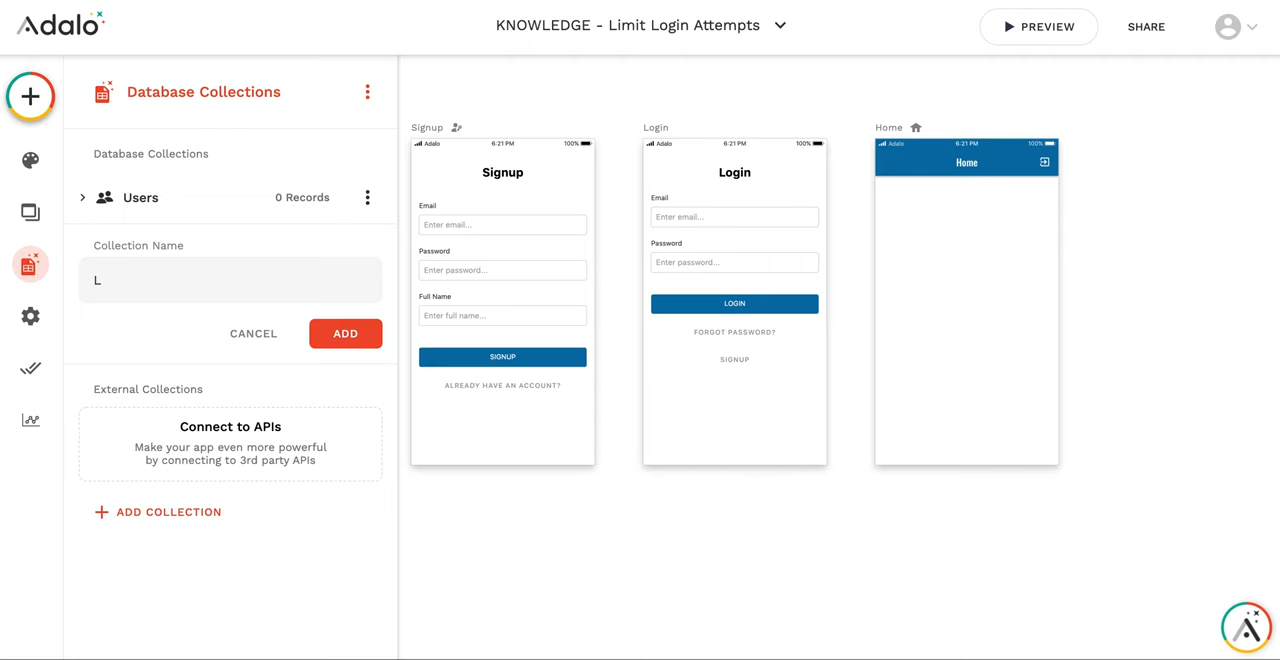 Adalo
KNOWLEDGE - Limit Login Attempts
PREVIEW
SHARE
Database Collections
Database Collections
Users
0 Records
Collection Name
L
CANCEL
ADD
External Collections
Connect to APIs
Make your app even more powerful
by connecting to 3rd party APIs
ADD COLLECTION
Signup
Adalo 6:21 PM 100%
Signup
Email
Enter email...
Password
Enter password...
Full Name
Enter full name...
SIGNUP
ALREADY HAVE AN ACCOUNT?
Login
Adalo 6:21 PM 100%
Login
Email
Enter email...
Password
Enter password...
LOGIN
FORGOT PASSWORD?
SIGNUP
Home
Adalo 6:21 PM 100%
Home